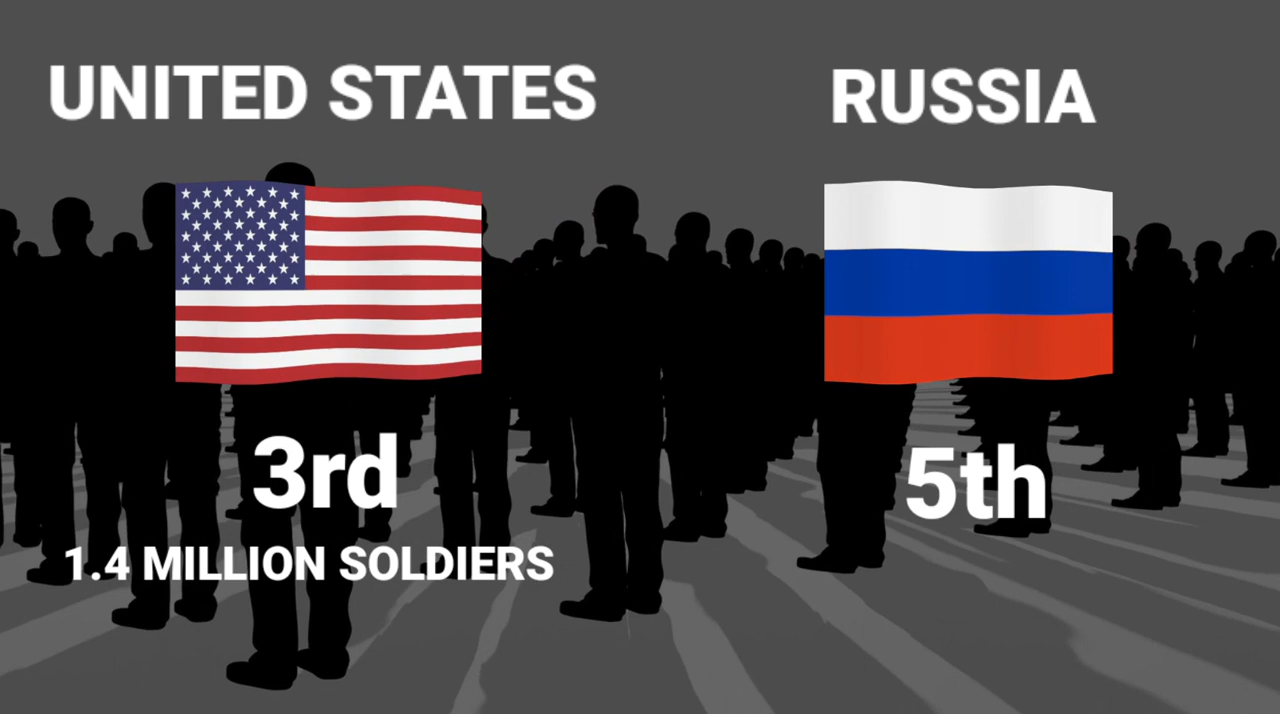 UNITED STATES
RUSSIA
3rd
5th
1.4 MILLION SOLDIERS